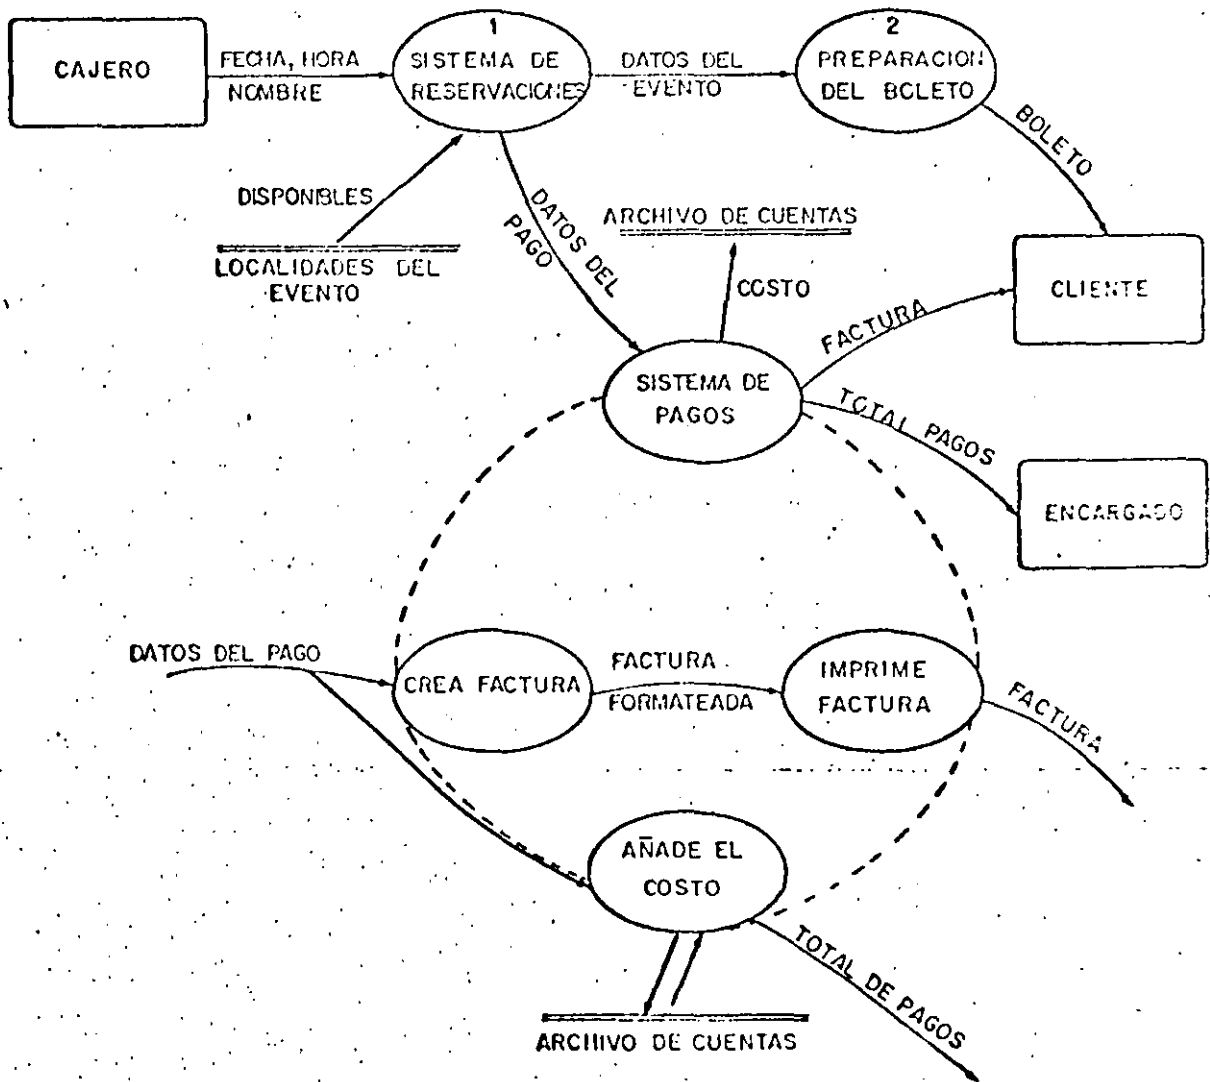 CAJERO
FECHA, HORA
NOMBRE
1
SISTEMA DE
RESERVACIONES
DATOS DEL
EVENTO
2
PREPARACION
DEL BOLETO
BOLETO
DISPONIBLES
LOCALIDADES DEL
EVENTO
DATOS DEL
PAGO
ARCHIVO DE CUENTAS
COSTO
CLIENTE
FACTURA
SISTEMA DE
PAGOS
TOTAL PAGOS
ENCARGADO
DATOS DEL PAGO
CREA FACTURA
FACTURA
FORMATEADA
IMPRIME
FACTURA
FACTURA
AÑADE EL
COSTO
TOTAL DE PAGOS
ARCHIVO DE CUENTAS